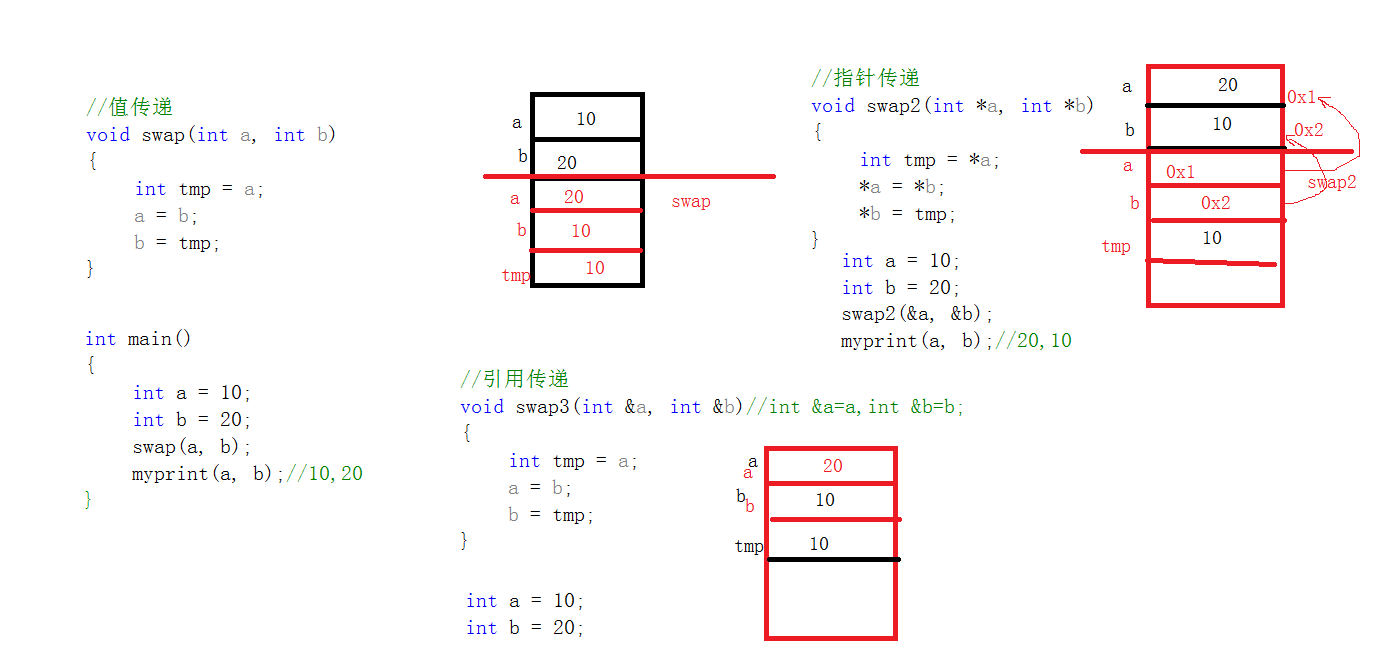 //值传递
void swap(int a, int b)
{
int tmp = a;
a = b;
b = tmp;
}
int main()
{
int a = 10;
int b = 20;
swap(a, b);
myprint(a, b);//10,20
}
a 10
b 20
a 20
swap
b 10
tmp 10
//指针传递
void swap2(int *a, int *b)
{
int tmp = *a;
*a = *b;
*b = tmp;
}
int a = 10;
int b = 20;
swap2(&a, &b);
myprint(a, b);//20,10
a 20 0x1
b 10 0x2
a 0x1
swap2
b 0x2
tmp 10
//引用传递
void swap3(int &a, int &b)//int &a=a,int &b=b;
{
int tmp = a;
a = b;
b = tmp;
}
int a = 10;
int b = 20;
a
a 20
b
b 10
tmp 10